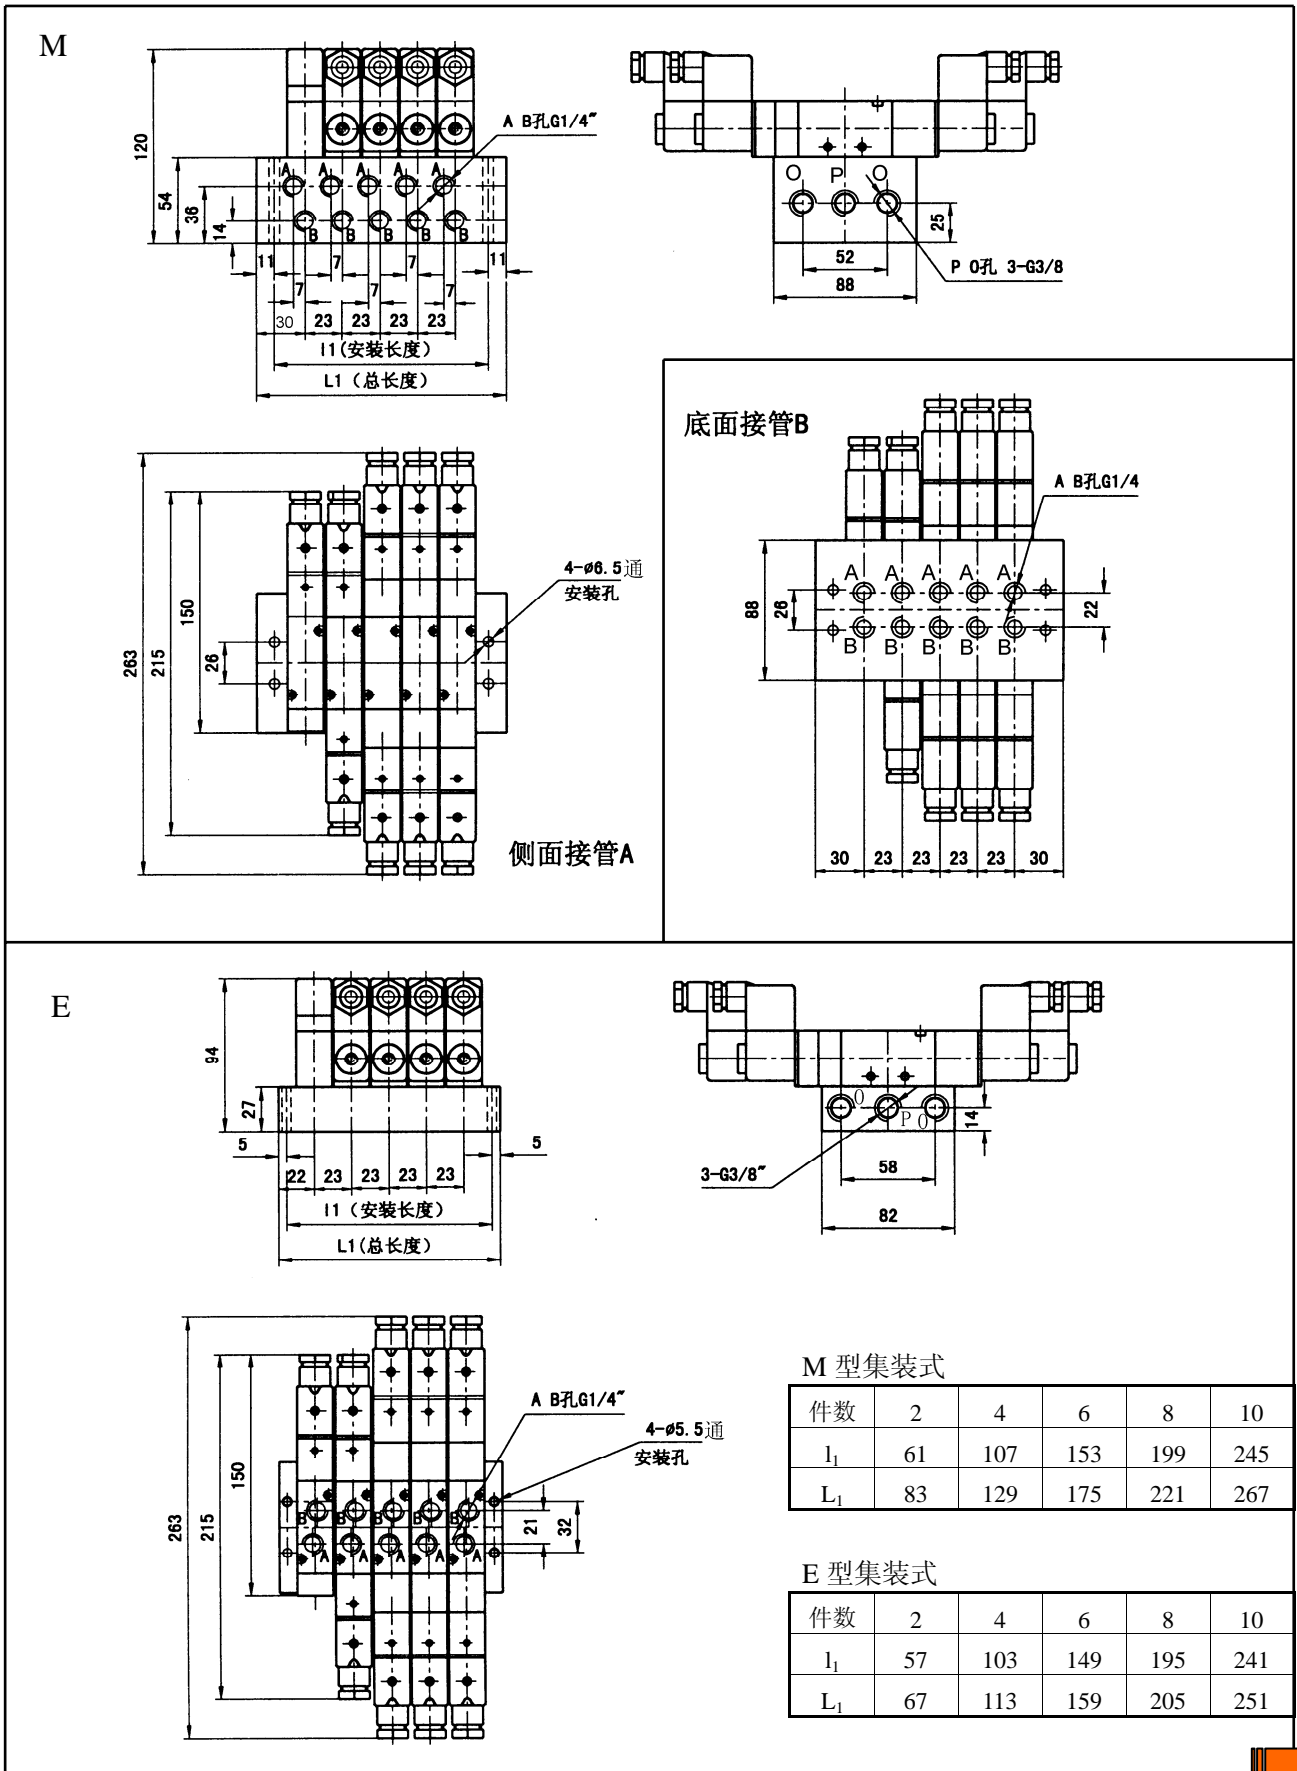 M
120
54
36
14
A B孔G1/4″
A A A A A
B B B B B
11 7 7 11
7 7 7
30 23 23 23 23
l1(安装长度)
L1（总长度）
O P O
25
52
88
P O孔 3-G3/8
263
215
150
26
4-ø6.5通
安装孔
侧面接管A
底面接管B
A B孔G1/4
A A A A A
B B B B B
88
26
22
30 23 23 23 23 30
E
94
27
5 5
22 23 23 23 23
l1（安装长度）
L1(总长度）
O P O
14
3-G3/8″
58
82
263
215
150
A B孔G1/4″
4-ø5.5通
安装孔
B B B B B
A A A A A
21
32
M 型集装式
件数 2 4 6 8 10
l₁ 61 107 153 199 245
L₁ 83 129 175 221 267
E 型集装式
件数 2 4 6 8 10
l₁ 57 103 149 195 241
L₁ 67 113 159 205 251